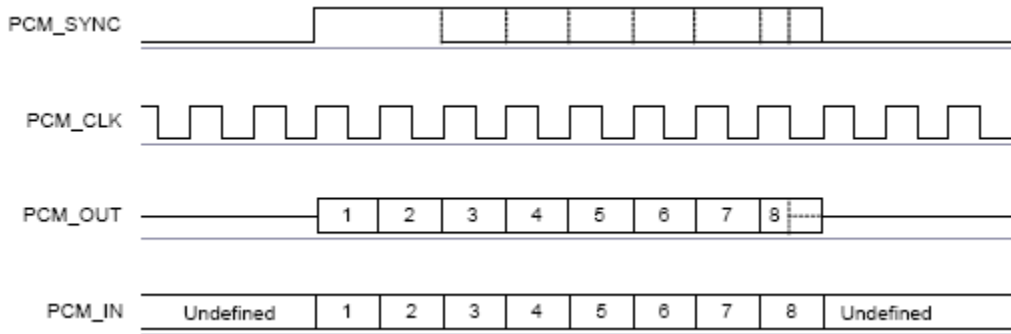 PCM_SYNC
PCM_CLK
PCM_OUT 1 2 3 4 5 6 7 8
PCM_IN Undefined 1 2 3 4 5 6 7 8 Undefined